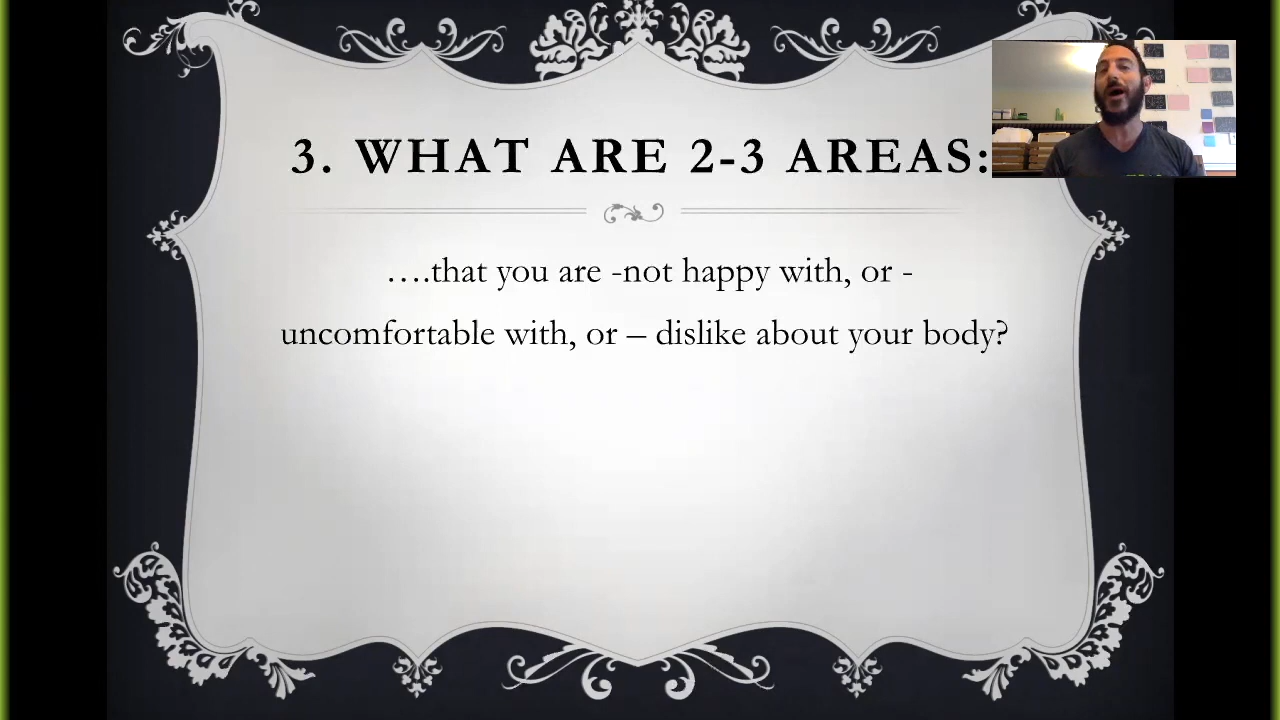 3. WHAT ARE 2-3 AREAS:
….that you are -not happy with, or -
uncomfortable with, or – dislike about your body?